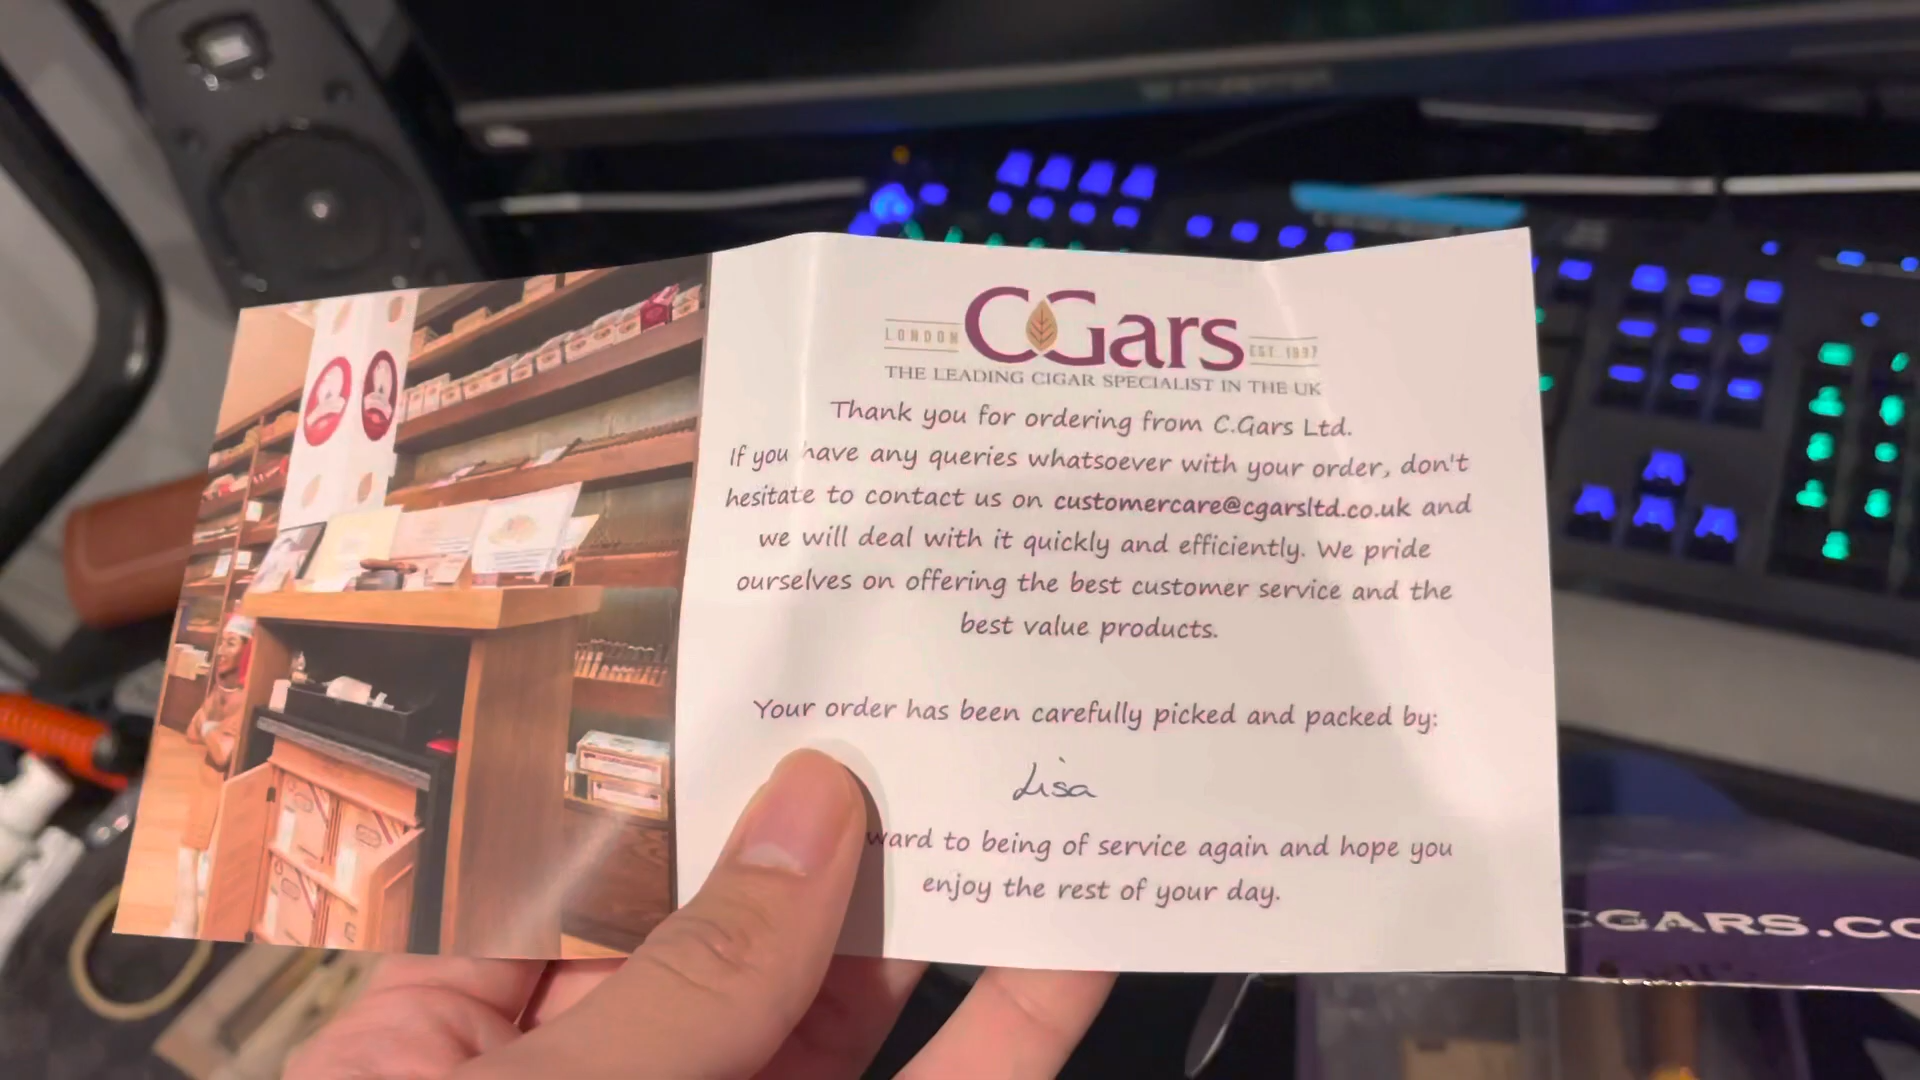 LONDON CGars EST. 1997
THE LEADING CIGAR SPECIALIST IN THE UK
Thank you for ordering from C.Gars Ltd.
If you have any queries whatsoever with your order, don't
hesitate to contact us on customercare@cgarsltd.co.uk and
we will deal with it quickly and efficiently. We pride
ourselves on offering the best customer service and the
best value products.
Your order has been carefully picked and packed by:
Lisa
ward to being of service again and hope you
enjoy the rest of your day.
CGARS.CO